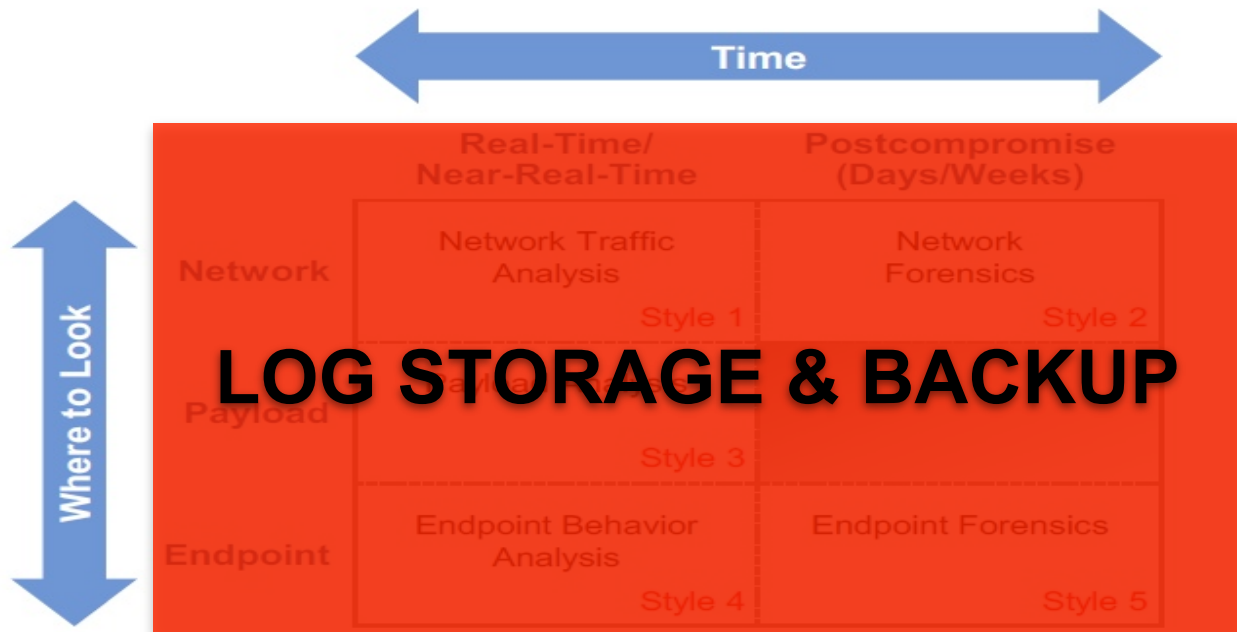 Time
Real-Time/
Near-Real-Time
Postcompromise
(Days/Weeks)
Where to Look
Network
Network Traffic
Analysis
Style 1
Network
Forensics
Style 2
LOG STORAGE & BACKUP
Payload
Payload Analysis
Style 3
Endpoint
Endpoint Behavior
Analysis
Style 4
Endpoint Forensics
Style 5